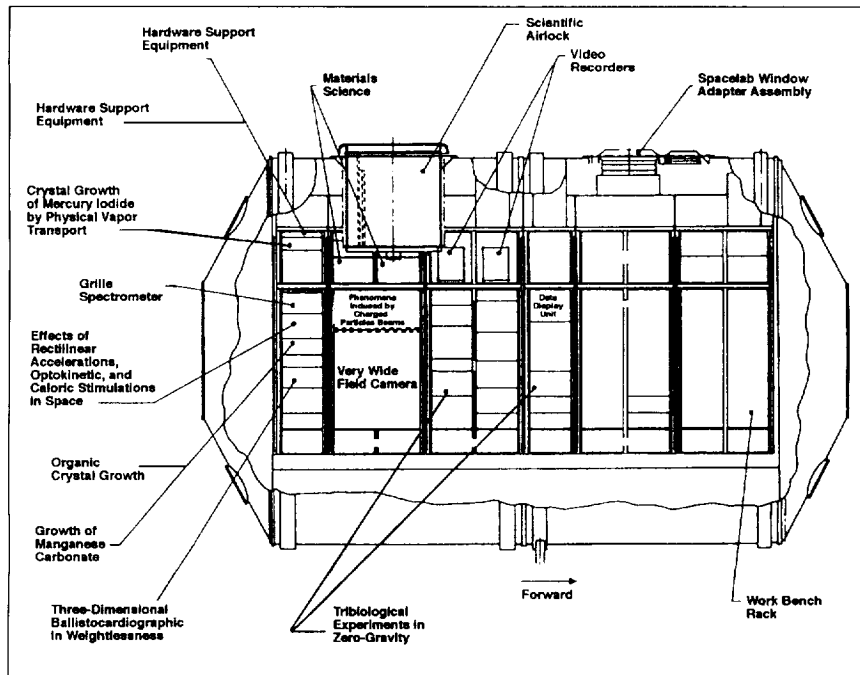 Hardware Support
Equipment
Scientific
Airlock
Video
Recorders
Materials
Science
Spacelab Window
Adapter Assembly
Hardware Support
Equipment
Crystal Growth
of Mercury Iodide
by Physical Vapor
Transport
Grille
Spectrometer
Effects of
Rectilinear
Accelerations,
Optokinetic, and
Caloric Stimulations
in Space
Phenomena
Induced by
Charged
Particles Beams
Very Wide
Field Camera
Data
Display
Unit
Organic
Crystal Growth
Growth of
Manganese
Carbonate
Three-Dimensional
Ballistocardiographic
in Weightlessness
Tribiological
Experiments in
Zero-Gravity
Forward
Work Bench
Rack